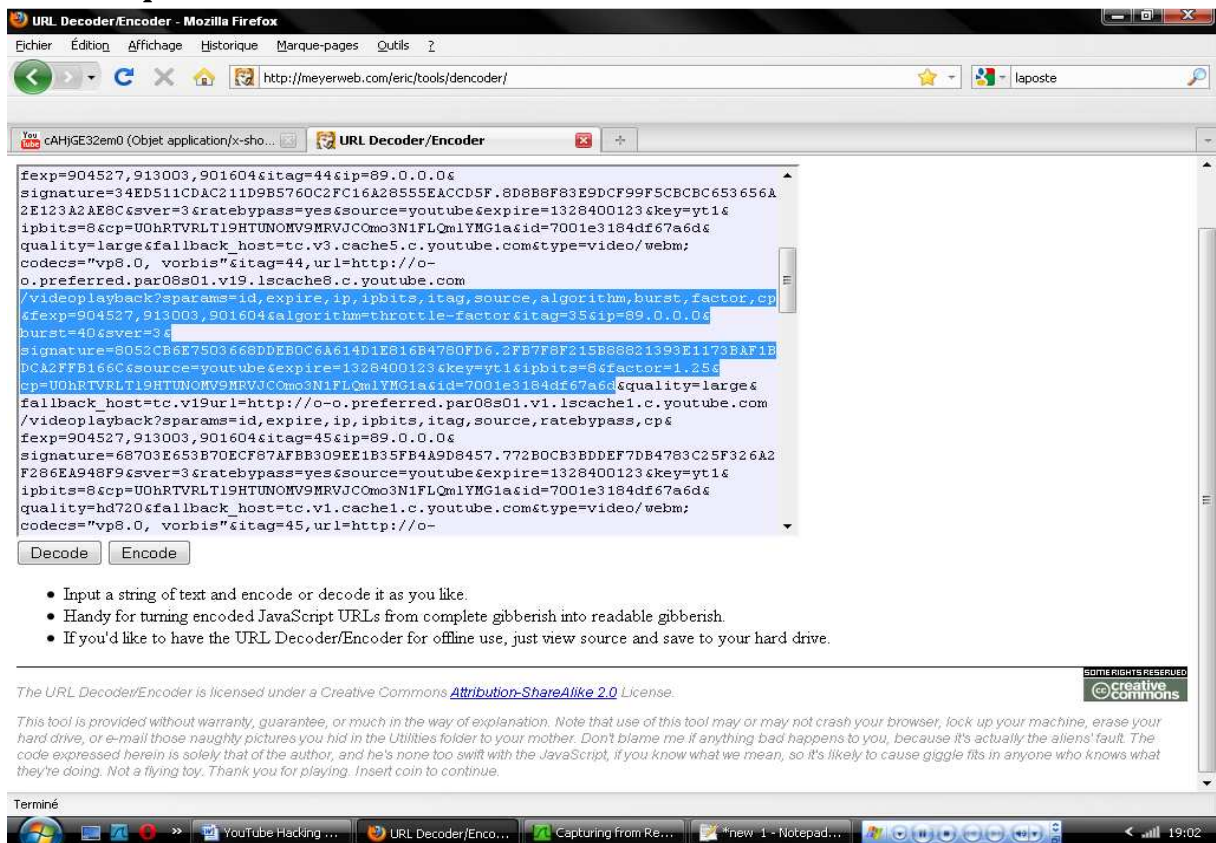 URL Decoder/Encoder - Mozilla Firefox
Fichier Édition Affichage Historique Marque-pages Outils ?
http://meyerweb.com/eric/tools/dencoder/
laposte
You Tube cAHjGE32em0 (Objet application/x-sho... URL Decoder/Encoder
fexp=904527,913003,901604&itag=44&ip=89.0.0.0&
signature=34ED511CDAC211D9B5760C2FC16A28555EACCD5F.8D8B8F83E9DCF99F5CBCBC653656A
2E123A2AE8C&sver=3&ratebypass=yes&source=youtube&expire=1328400123&key=yt1&
ipbits=8&cp=U0hRTVRLT19HTUNOMV9MRVJCOmo3N1FLQmlYMG1a&id=7001e3184df67a6d&
quality=large&fallback_host=tc.v3.cache5.c.youtube.com&type=video/webm;
codecs="vp8.0, vorbis"&itag=44,url=http://o-
o.preferred.par08s01.v19.lscache8.c.youtube.com
/videoplayback?sparams=id,expire,ip,ipbits,itag,source,algorithm,burst,factor,cp
&fexp=904527,913003,901604&algorithm=throttle-factor&itag=35&ip=89.0.0.0&
burst=40&sver=3&
signature=8052CB6E7503668DDEB0C6A614D1E816B4780FD6.2FB7F8F215B88821393E1173BAF1B
DCA2FFB166C&source=youtube&expire=1328400123&key=yt1&ipbits=8&factor=1.25&
cp=U0hRTVRLT19HTUNOMV9MRVJCOmo3N1FLQmlYMG1a&id=7001e3184df67a6d&quality=large&
fallback_host=tc.v19url=http://o-o.preferred.par08s01.v1.lscache1.c.youtube.com
/videoplayback?sparams=id,expire,ip,ipbits,itag,source,ratebypass,cp&
fexp=904527,913003,901604&itag=45&ip=89.0.0.0&
signature=68703E653B70ECF87AFBB309EE1B35FB4A9D8457.772B0CB3BDDEF7DB4783C25F326A2
F286EA948F9&sver=3&ratebypass=yes&source=youtube&expire=1328400123&key=yt1&
ipbits=8&cp=U0hRTVRLT19HTUNOMV9MRVJCOmo3N1FLQmlYMG1a&id=7001e3184df67a6d&
quality=hd720&fallback_host=tc.v1.cache1.c.youtube.com&type=video/webm;
codecs="vp8.0, vorbis"&itag=45,url=http://o-
Decode Encode
• Input a string of text and encode or decode it as you like.
• Handy for turning encoded JavaScript URLs from complete gibberish into readable gibberish.
• If you'd like to have the URL Decoder/Encoder for offline use, just view source and save to your hard drive.
SOME RIGHTS RESERVED
cc creative commons
The URL Decoder/Encoder is licensed under a Creative Commons Attribution-ShareAlike 2.0 License.
This tool is provided without warranty, guarantee, or much in the way of explanation. Note that use of this tool may or may not crash your browser, lock up your machine, erase your
hard drive, or e-mail those naughty pictures you hid in the Utilities folder to your mother. Don't blame me if anything bad happens to you, because it's actually the aliens' fault. The
code expressed herein is solely that of the author, and he's none too swift with the JavaScript, if you know what we mean, so it's likely to cause giggle fits in anyone who knows what
they're doing. Not a flying toy. Thank you for playing. Insert coin to continue.
Terminé
YouTube Hacking ... URL Decoder/Enco... Capturing from Re... *new 1 - Notepad... 19:02